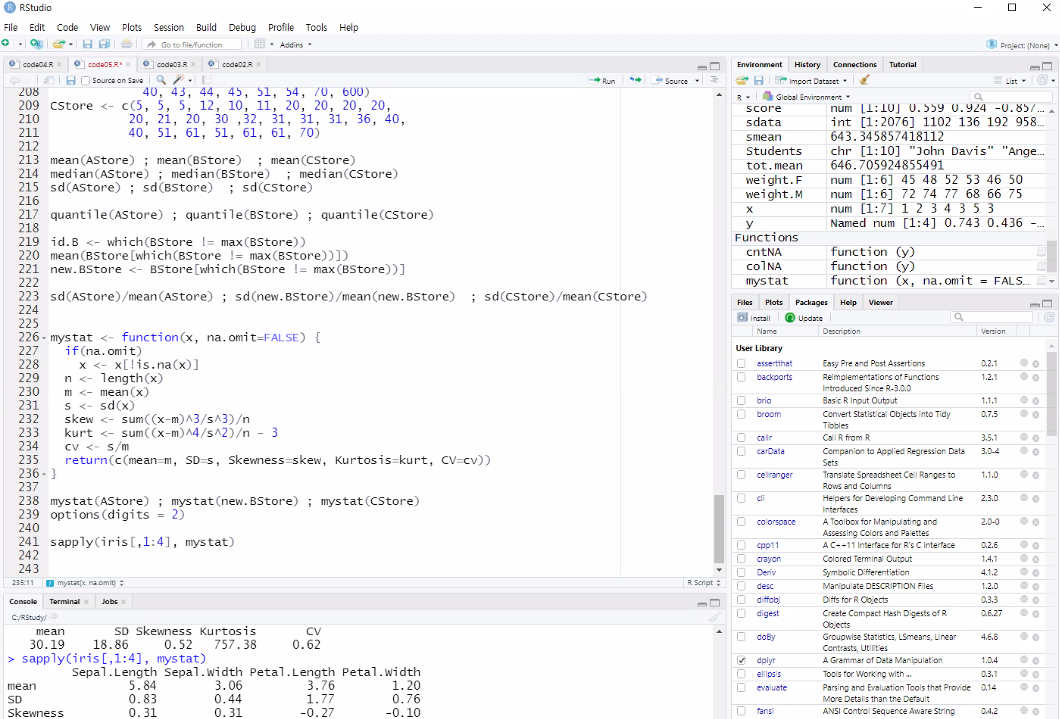 RStudio
File Edit Code View Plots Session Build Debug Profile Tools Help
Go to file/function Addins Project: (None)
code04.R code05.R* code03.R code02.R
Source on Save Run Source
208 40, 43, 44, 45, 51, 54, 70, 600)
209 CStore <- c(5, 5, 5, 12, 10, 11, 20, 20, 20, 20,
210 20, 21, 20, 30 ,32, 31, 31, 31, 36, 40,
211 40, 51, 61, 51, 61, 61, 70)
212
213 mean(AStore) ; mean(BStore) ; mean(CStore)
214 median(AStore) ; median(BStore) ; median(CStore)
215 sd(AStore) ; sd(BStore) ; sd(CStore)
216
217 quantile(AStore) ; quantile(BStore) ; quantile(CStore)
218
219 id.B <- which(BStore != max(BStore))
220 mean(BStore[which(BStore != max(BStore))])
221 new.BStore <- BStore[which(BStore != max(BStore))]
222
223 sd(AStore)/mean(AStore) ; sd(new.BStore)/mean(new.BStore) ; sd(CStore)/mean(CStore)
224
225
226 mystat <- function(x, na.omit=FALSE) {
227 if(na.omit)
228 x <- x[!is.na(x)]
229 n <- length(x)
230 m <- mean(x)
231 s <- sd(x)
232 skew <- sum((x-m)^3/s^3)/n
233 kurt <- sum((x-m)^4/s^2)/n - 3
234 cv <- s/m
235 return(c(mean=m, SD=s, Skewness=skew, Kurtosis=kurt, CV=cv))
236 }
237
238 mystat(AStore) ; mystat(new.BStore) ; mystat(CStore)
239 options(digits = 2)
240
241 sapply(iris[,1:4], mystat)
242
243
235:11 mystat(x, na.omit) R Script
Console Terminal Jobs
C:/RStudy/
mean SD Skewness Kurtosis CV
30.19 18.86 0.52 757.38 0.62
> sapply(iris[,1:4], mystat)
Sepal.Length Sepal.Width Petal.Length Petal.Width
mean 5.84 3.06 3.76 1.20
SD 0.83 0.44 1.77 0.76
Skewness 0.31 0.31 -0.27 -0.10
Environment History Connections Tutorial
Import Dataset List
R Global Environment
score num [1:10] 0.559 0.924 -0.857...
sdata int [1:2076] 1102 136 192 958...
smean 643.345857418112
Students chr [1:10] "John Davis" "Ange...
tot.mean 646.705924855491
weight.F num [1:6] 45 48 52 53 46 50
weight.M num [1:6] 72 74 77 68 66 75
x num [1:7] 1 2 3 4 3 5 3
y Named num [1:4] 0.743 0.436 -...
Functions
cntNA function (y)
colNA function (y)
mystat function (x, na.omit = FALS...
Files Plots Packages Help Viewer
Install Update
Name Description Version
User Library
assertthat Easy Pre and Post Assertions 0.2.1
backports Reimplementations of Functions 1.2.1
Introduced Since R-3.0.0
brio Basic R Input Output 1.1.1
broom Convert Statistical Objects into Tidy 0.7.5
Tibbles
callr Call R from R 3.5.1
carData Companion to Applied Regression Data 3.0-4
Sets
cellranger Translate Spreadsheet Cell Ranges to 1.1.0
Rows and Columns
cli Helpers for Developing Command Line 2.3.0
Interfaces
colorspace A Toolbox for Manipulating and 2.0-0
Assessing Colors and Palettes
cpp11 A C++11 Interface for R's C Interface 0.2.6
crayon Colored Terminal Output 1.4.1
Deriv Symbolic Differentiation 4.1.2
desc Manipulate DESCRIPTION Files 1.2.0
diffobj Diffs for R Objects 0.3.3
digest Create Compact Hash Digests of R 0.6.27
Objects
doBy Groupwise Statistics, LSmeans, Linear 4.6.8
Contrasts, Utilities
dplyr A Grammar of Data Manipulation 1.0.4
ellipsis Tools for Working with ... 0.3.1
evaluate Parsing and Evaluation Tools that Provide 0.14
More Details than the Default
fansi ANSI Control Sequence Aware String 0.4.2